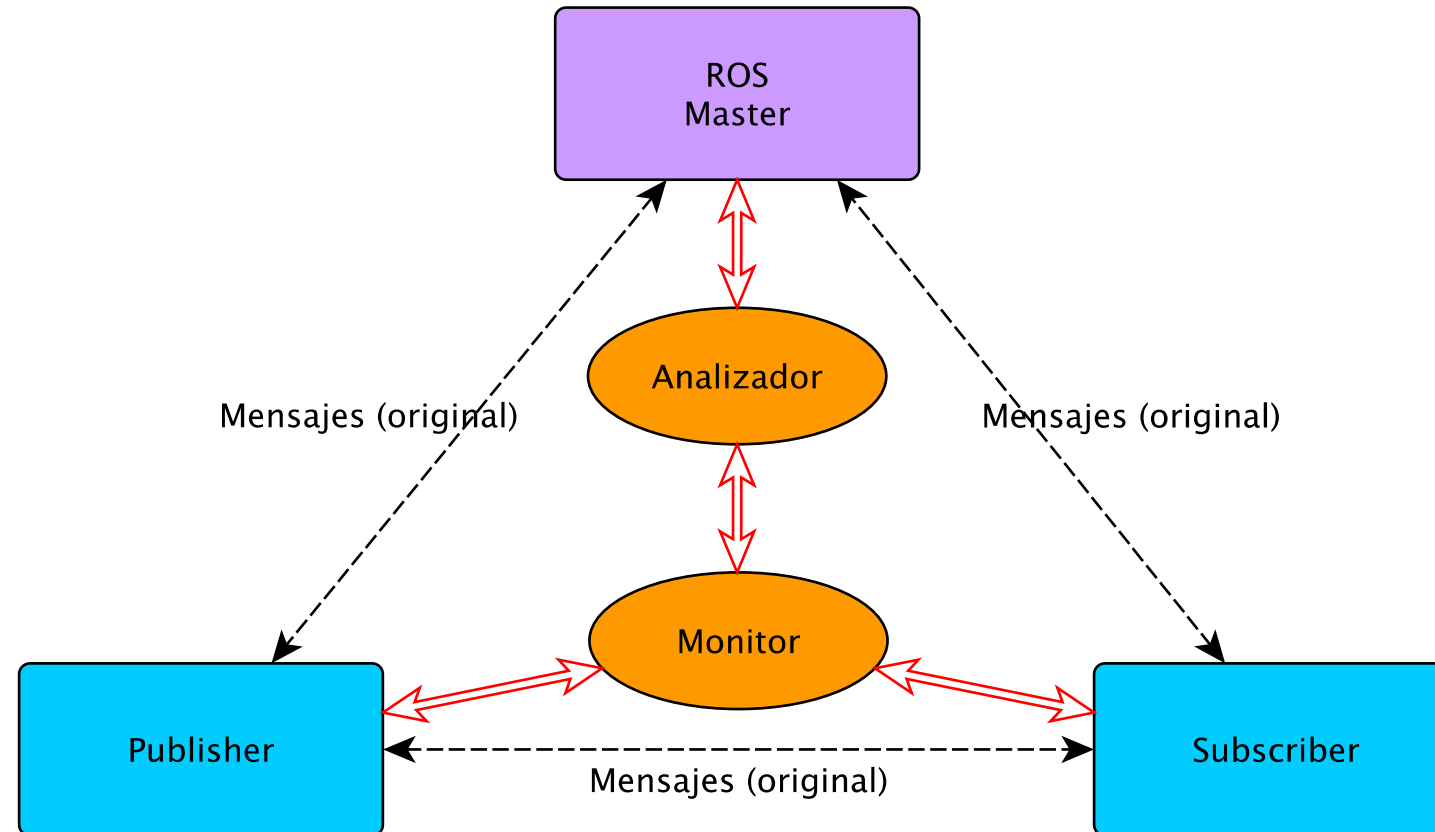 ROS
Master
Analizador
Mensajes (original)
Mensajes (original)
Monitor
Publisher
Subscriber
Mensajes (original)